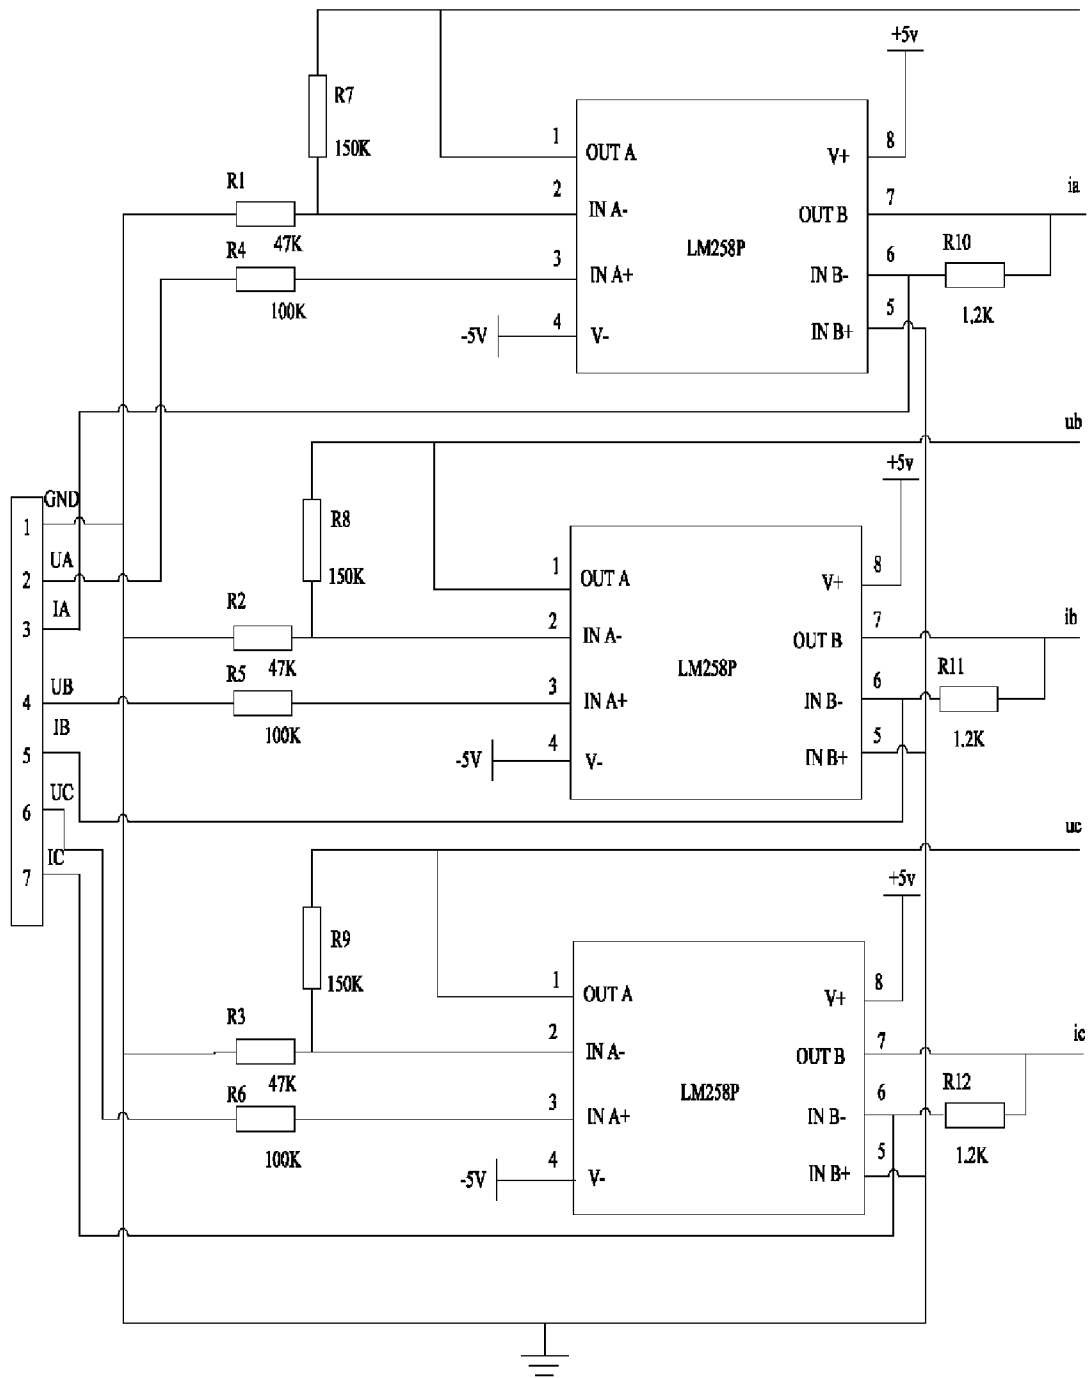 +5v
R7
150K
1
OUT A
8
V+
R1
47K
2
IN A-
7
OUT B
ia
LM258P
R4
100K
3
IN A+
6
IN B-
R10
1.2K
-5V
4
V-
5
IN B+
ub
+5v
GND
1
UA
2
IA
3
UB
4
IB
5
UC
6
IC
7
R8
150K
1
OUT A
8
V+
R2
47K
2
IN A-
7
OUT B
ib
LM258P
R5
100K
3
IN A+
6
IN B-
R11
1.2K
-5V
4
V-
5
IN B+
uc
+5v
R9
150K
1
OUT A
8
V+
R3
47K
2
IN A-
7
OUT B
ic
LM258P
R6
100K
3
IN A+
6
IN B-
R12
1.2K
-5V
4
V-
5
IN B+